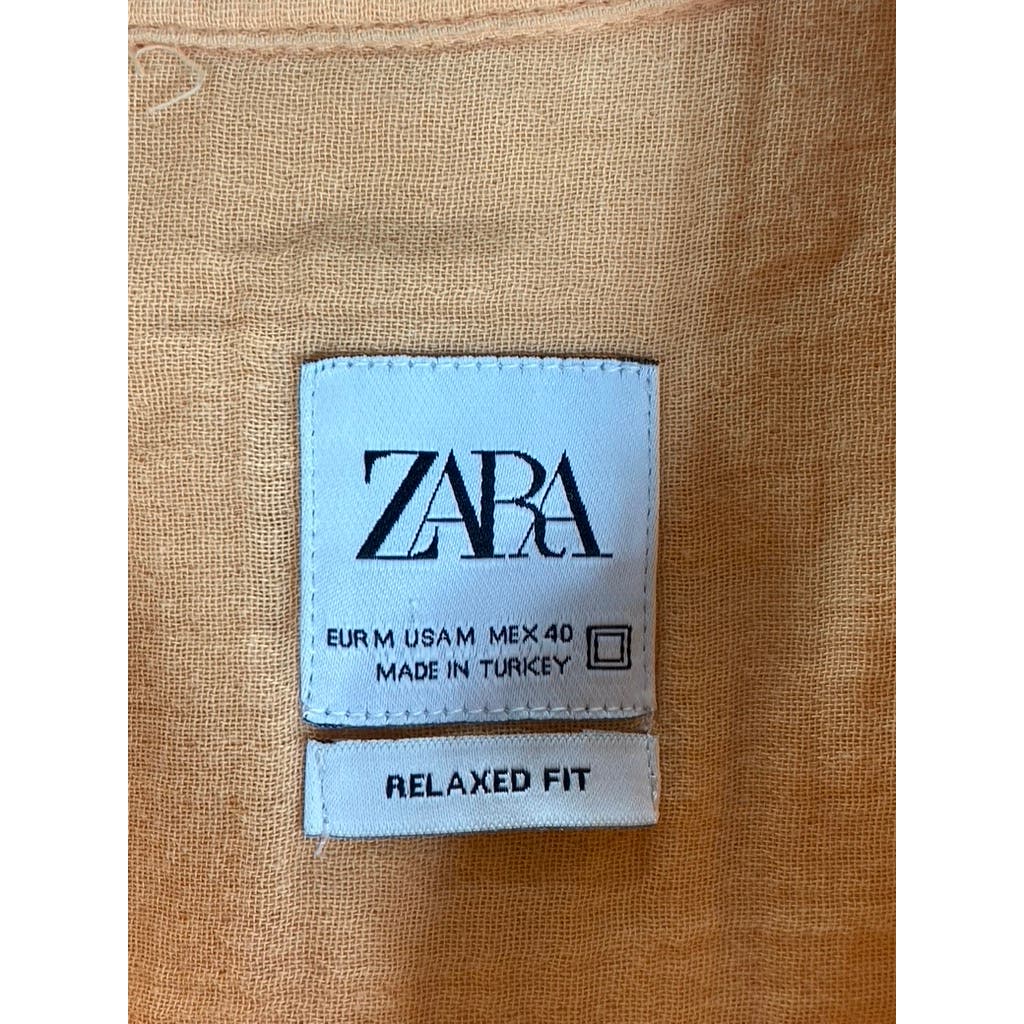 ZARA
EUR M USA M MEX 40
MADE IN TURKEY
RELAXED FIT